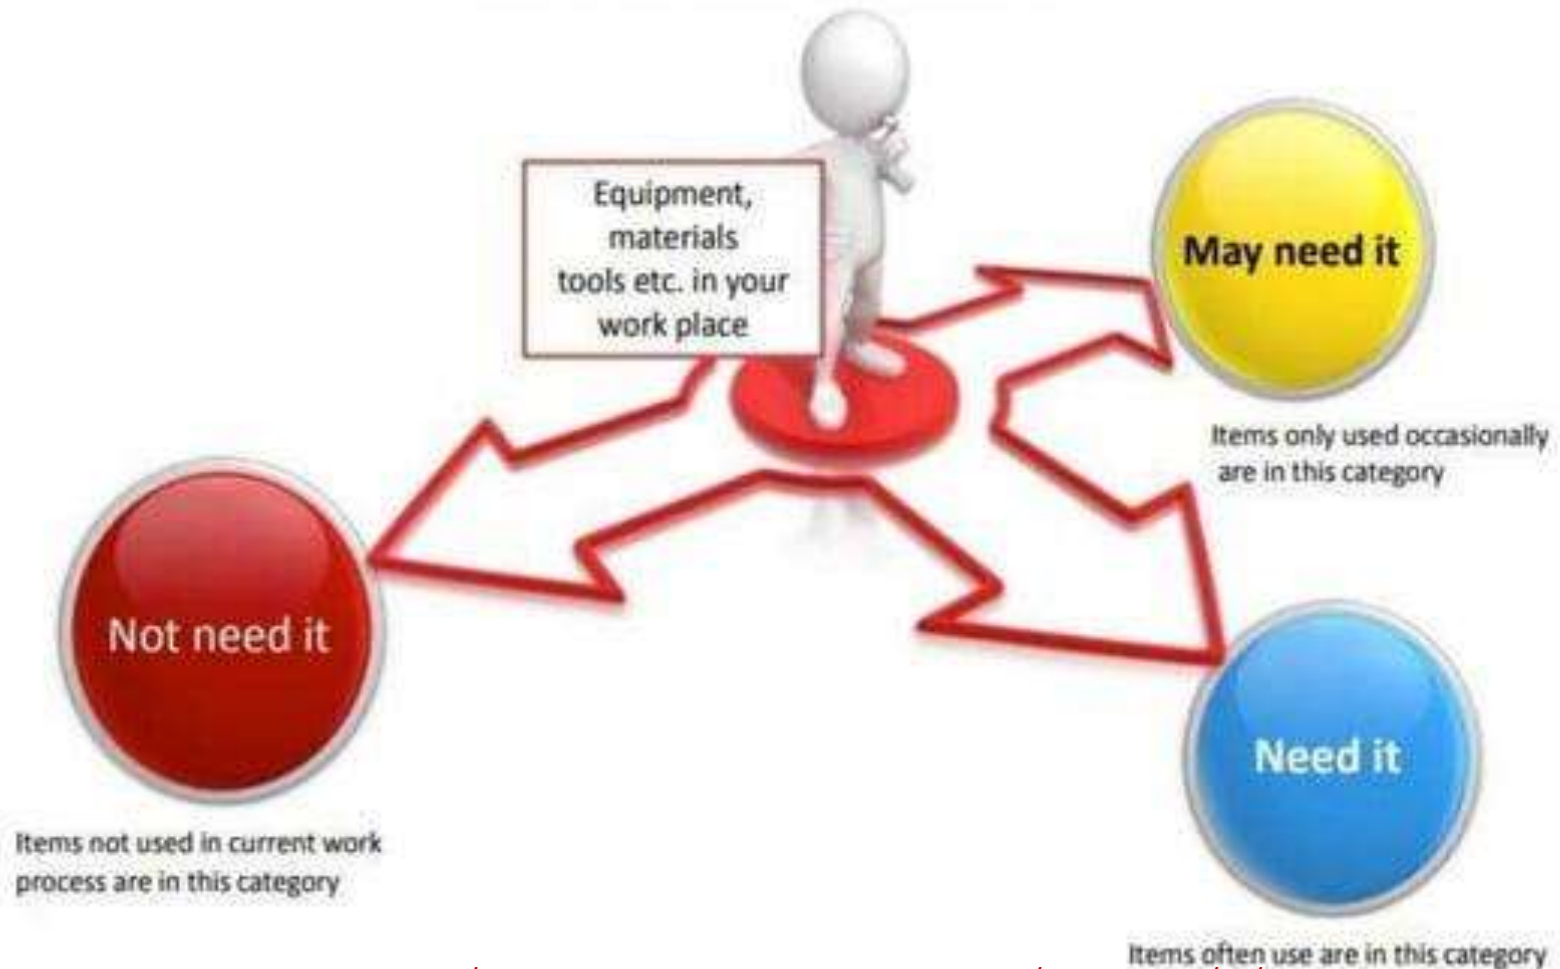 Equipment,
materials
tools etc. in your
work place
May need it
Items only used occasionally
are in this category
Not need it
Items not used in current work
process are in this category
Need it
Items often use are in this category